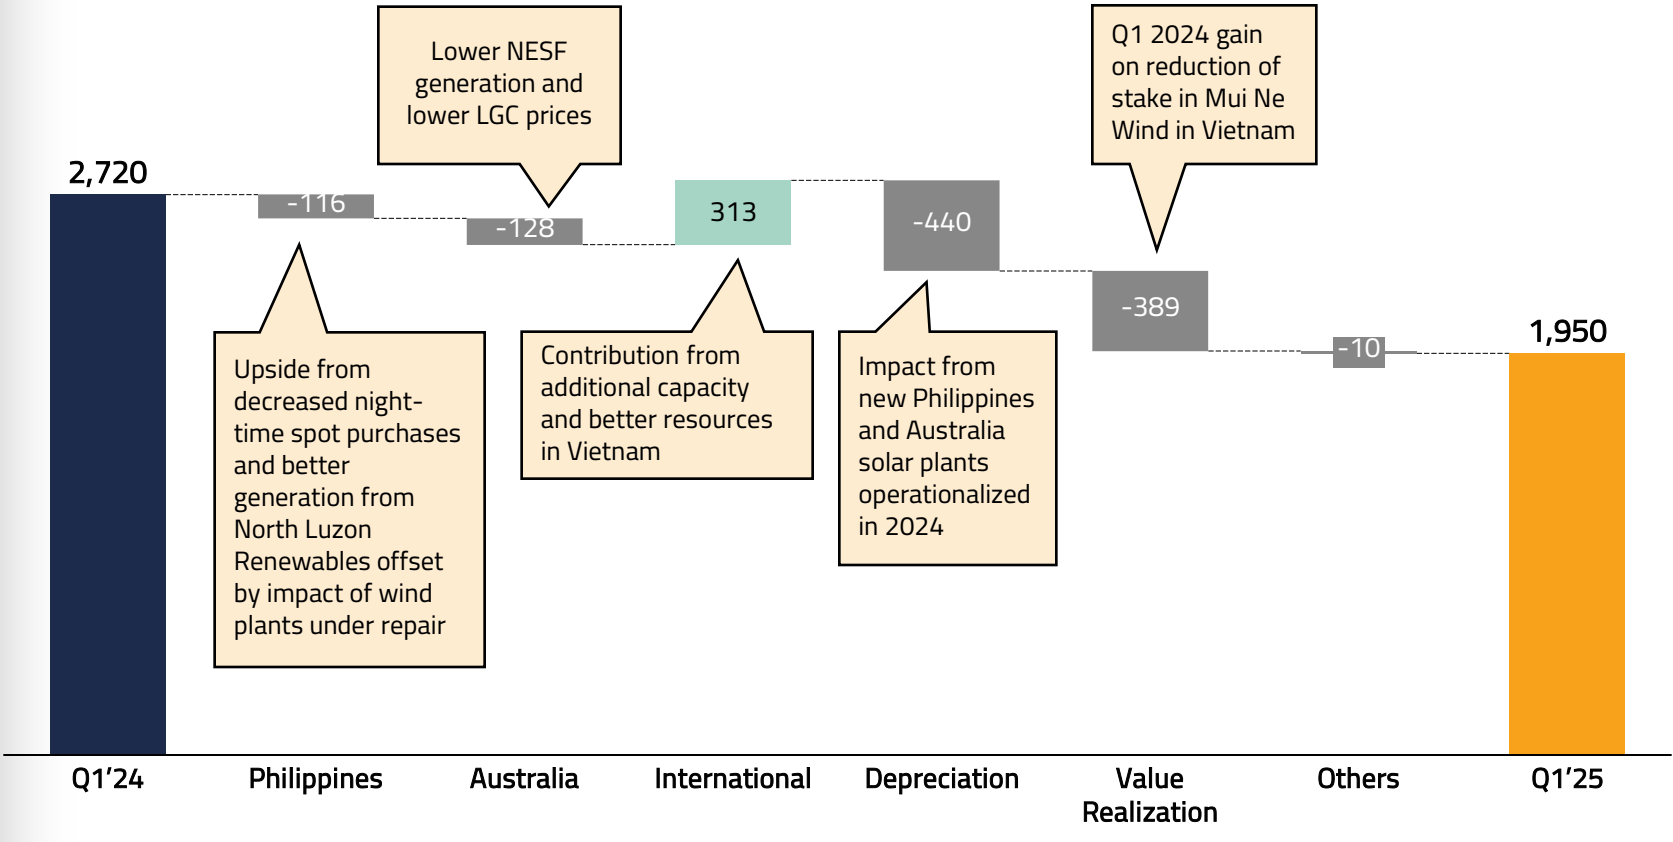 Lower NESF
generation and
lower LGC prices
Q1 2024 gain
on reduction of
stake in Mui Ne
Wind in Vietnam
2,720
-116
-128
313
-440
-389
-10
1,950
Upside from
decreased night-
time spot purchases
and better
generation from
North Luzon
Renewables offset
by impact of wind
plants under repair
Contribution from
additional capacity
and better resources
in Vietnam
Impact from
new Philippines
and Australia
solar plants
operationalized
in 2024
Q1’24
Philippines
Australia
International
Depreciation
Value
Realization
Others
Q1’25